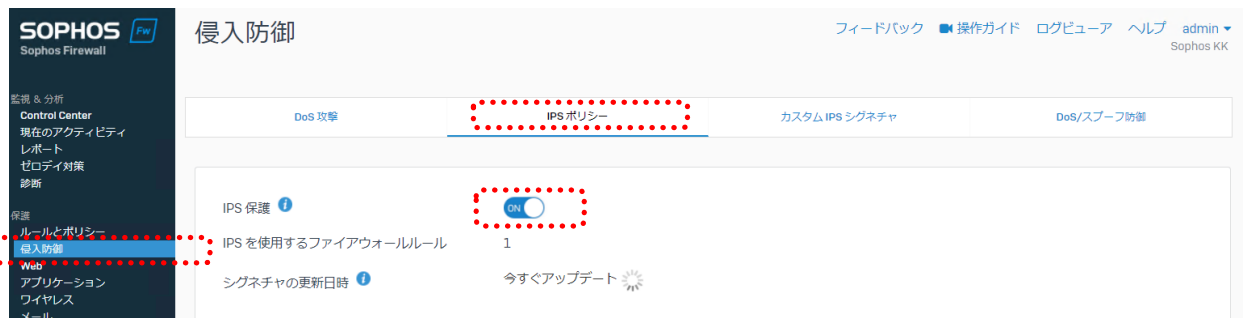 SOPHOS Fw
Sophos Firewall
侵入防御
フィードバック 操作ガイド ログビューア ヘルプ admin
Sophos KK
監視 & 分析
Control Center
現在のアクティビティ
レポート
ゼロデイ対策
診断
保護
ルールとポリシー
侵入防御
Web
アプリケーション
ワイヤレス
メール
DoS 攻撃
IPS ポリシー
カスタム IPS シグネチャ
DoS/スプーフ防御
IPS 保護 i
ON
IPS を使用するファイアウォールルール 1
シグネチャの更新日時 i 今すぐアップデート